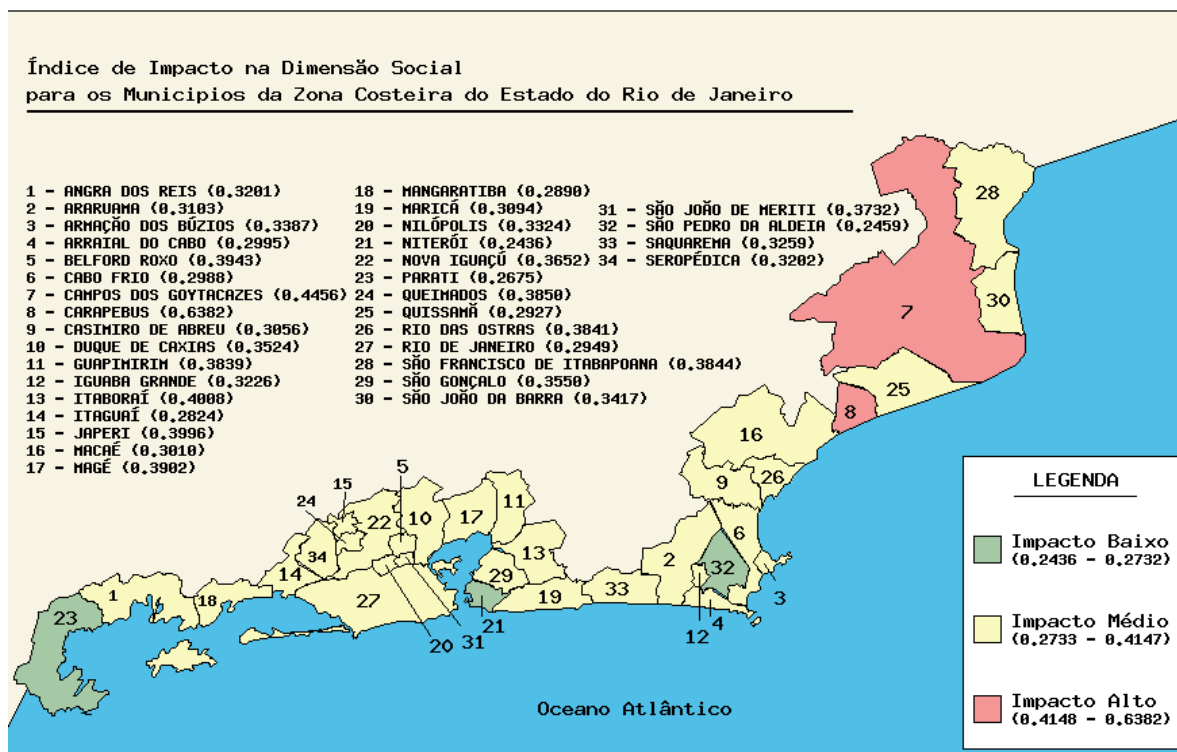 Índice de Impacto na Dimensão Social
para os Municipios da Zona Costeira do Estado do Rio de Janeiro
1 - ANGRA DOS REIS (0.3201)
2 - ARARUAMA (0.3103)
3 - ARMAÇÃO DOS BÚZIOS (0.3387)
4 - ARRAIAL DO CABO (0.2995)
5 - BELFORD ROXO (0.3943)
6 - CABO FRIO (0.2988)
7 - CAMPOS DOS GOYTACAZES (0.4456)
8 - CARAPEBUS (0.6382)
9 - CASIMIRO DE ABREU (0.3056)
10 - DUQUE DE CAXIAS (0.3524)
11 - GUAPIMIRIM (0.3839)
12 - IGUABA GRANDE (0.3226)
13 - ITABORAÍ (0.4008)
14 - ITAGUAÍ (0.2824)
15 - JAPERI (0.3996)
16 - MACAÉ (0.3010)
17 - MAGÉ (0.3902)
18 - MANGARATIBA (0.2890)
19 - MARICÁ (0.3094)
20 - NILÓPOLIS (0.3324)
21 - NITERÓI (0.2436)
22 - NOVA IGUAÇÚ (0.3652)
23 - PARATI (0.2675)
24 - QUEIMADOS (0.3850)
25 - QUISSAMÃ (0.2927)
26 - RIO DAS OSTRAS (0.3841)
27 - RIO DE JANEIRO (0.2949)
28 - SÃO FRANCISCO DE ITABAPOANA (0.3844)
29 - SÃO GONÇALO (0.3550)
30 - SÃO JOÃO DA BARRA (0.3417)
31 - SÃO JOÃO DE MERITI (0.3732)
32 - SÃO PEDRO DA ALDEIA (0.2459)
33 - SAQUAREMA (0.3259)
34 - SEROPÉDICA (0.3202)
28
30
7
25
8
16
9
26
5
15
24
22
10
17
11
6
34
13
2
32
14
29
1
18
27
19
33
23
21
12
4
3
20
31
Oceano Atlântico
LEGENDA
Impacto Baixo
(0.2436 - 0.2732)
Impacto Médio
(0.2733 - 0.4147)
Impacto Alto
(0.4148 - 0.6382)